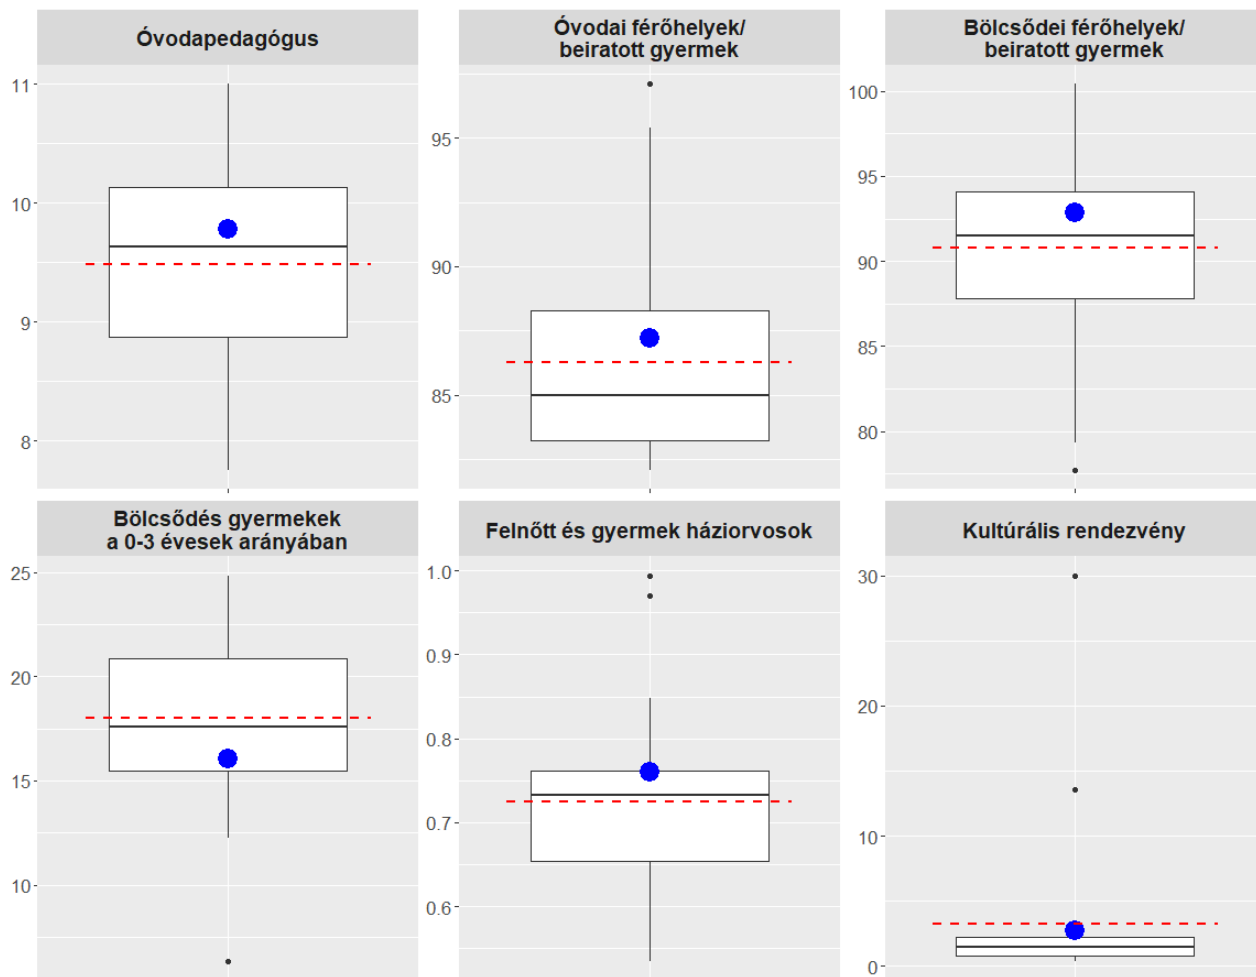 Óvodapedagógus
11
10
9
8
Óvodai férőhelyek/
beiratott gyermek
95
90
85
Bölcsődei férőhelyek/
beiratott gyermek
100
95
90
85
80
Bölcsődés gyermekek
a 0-3 évesek arányában
25
20
15
10
Felnőtt és gyermek háziorvosok
1.0
0.9
0.8
0.7
0.6
Kultúrális rendezvény
30
20
10
0